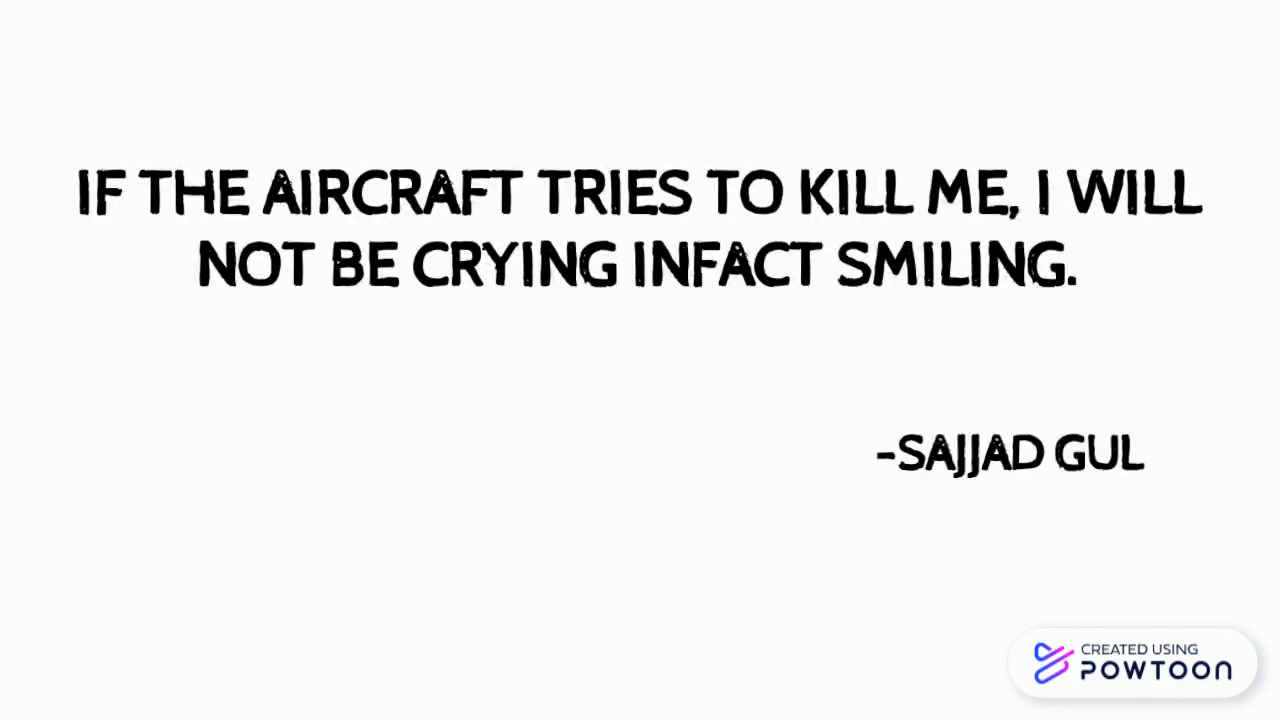 IF THE AIRCRAFT TRIES TO KILL ME, I WILL
NOT BE CRYING INFACT SMILING.
-SAJJAD GUL
CREATED USING
POWTOON